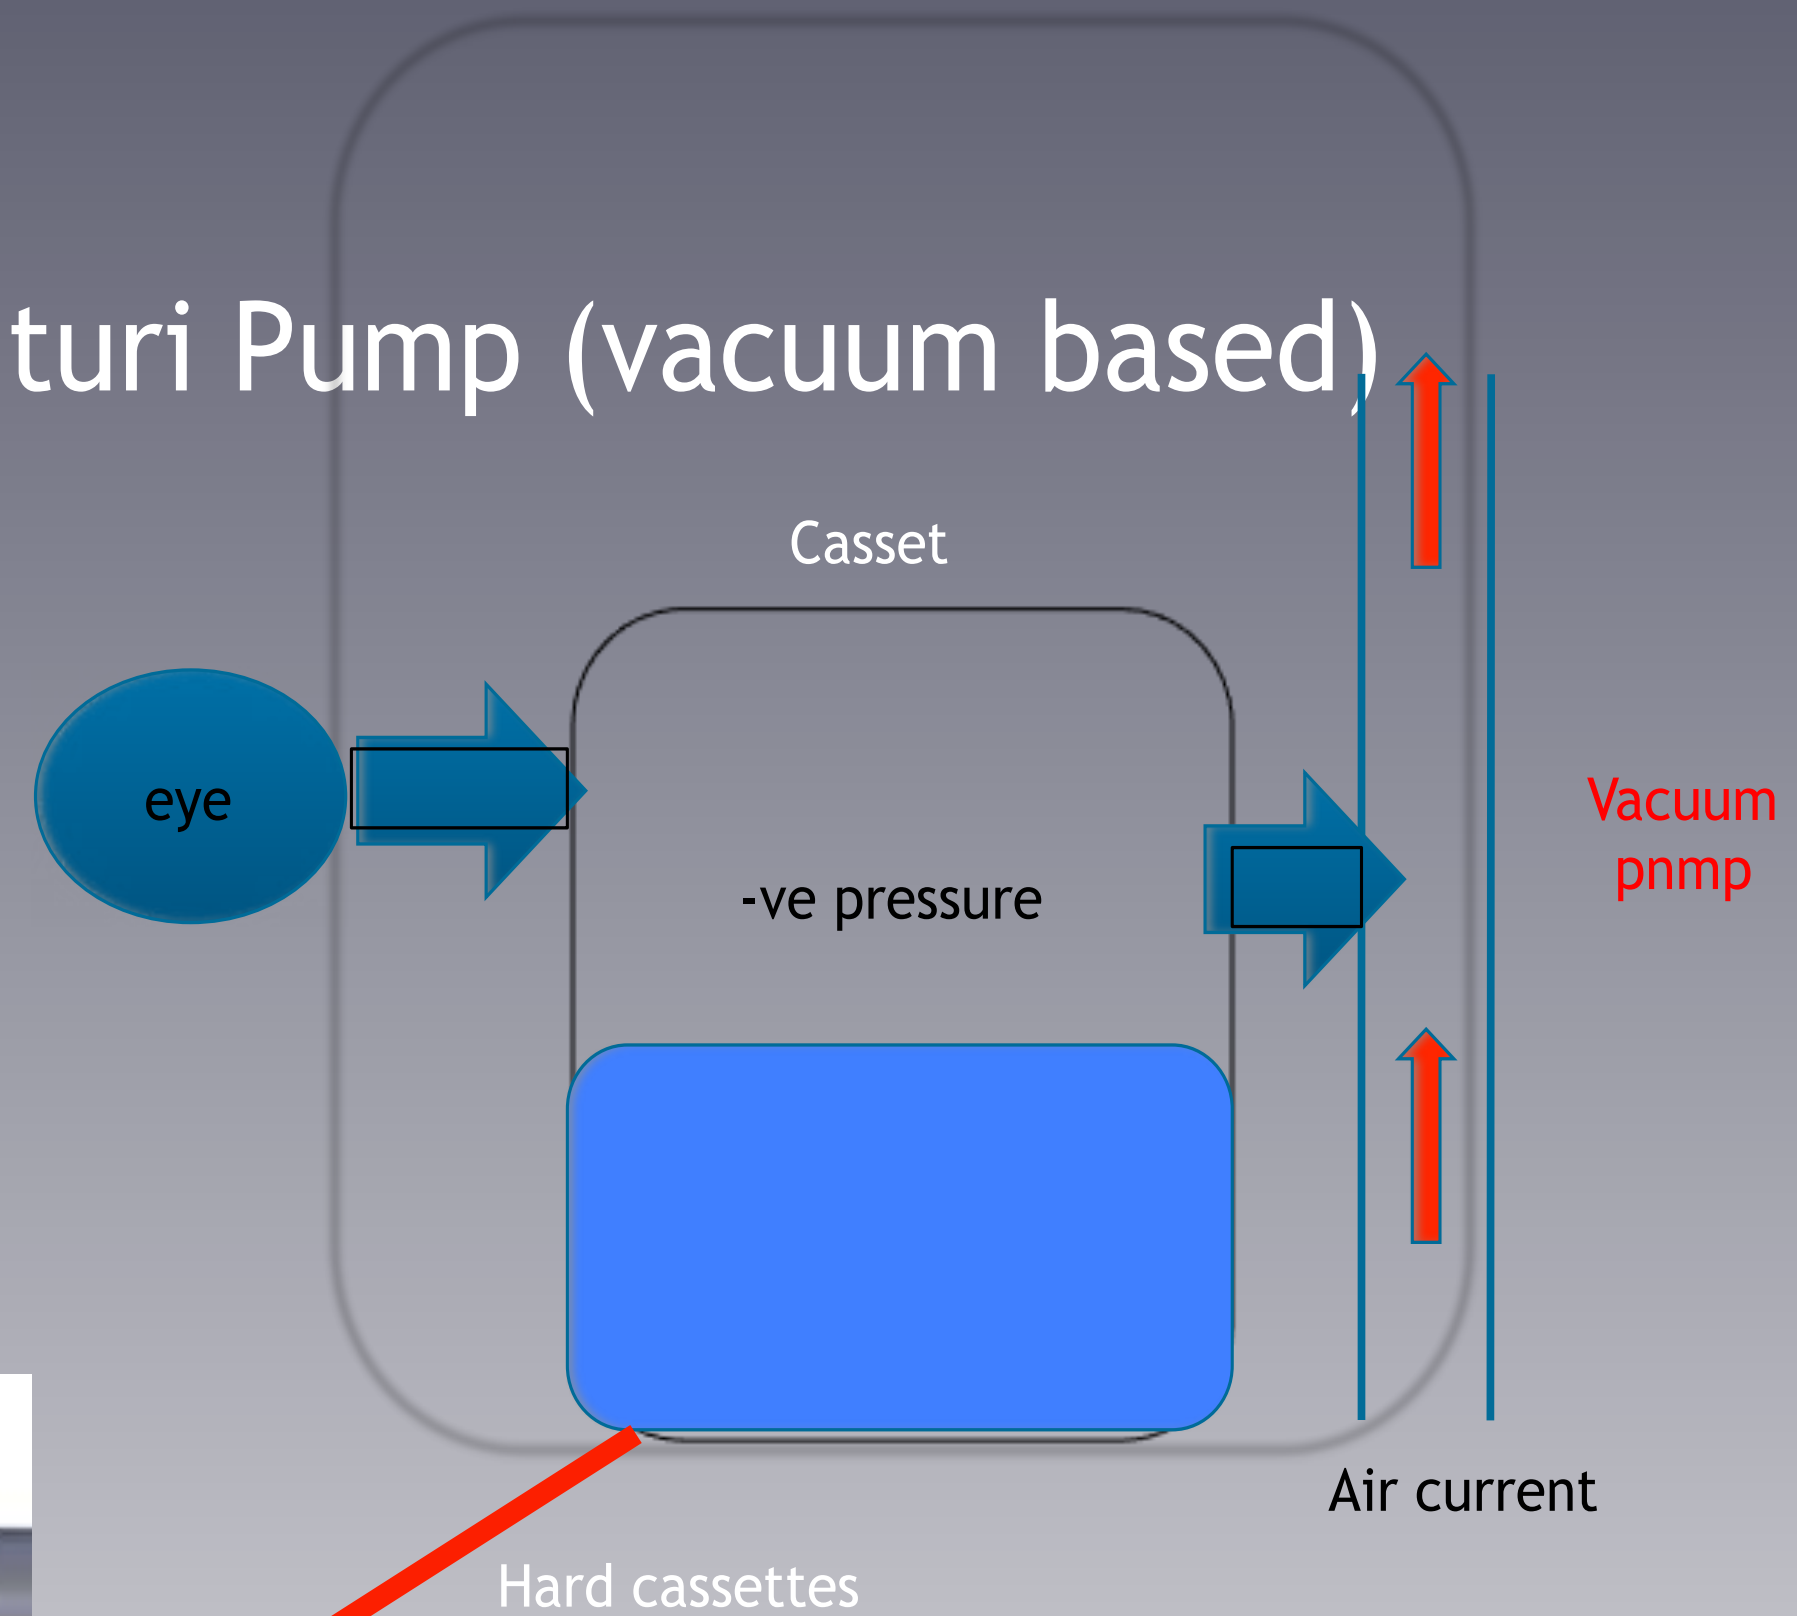 turi Pump (vacuum based)
Casset
eye
-ve pressure
Vacuum
pnmp
Air current
Hard cassettes